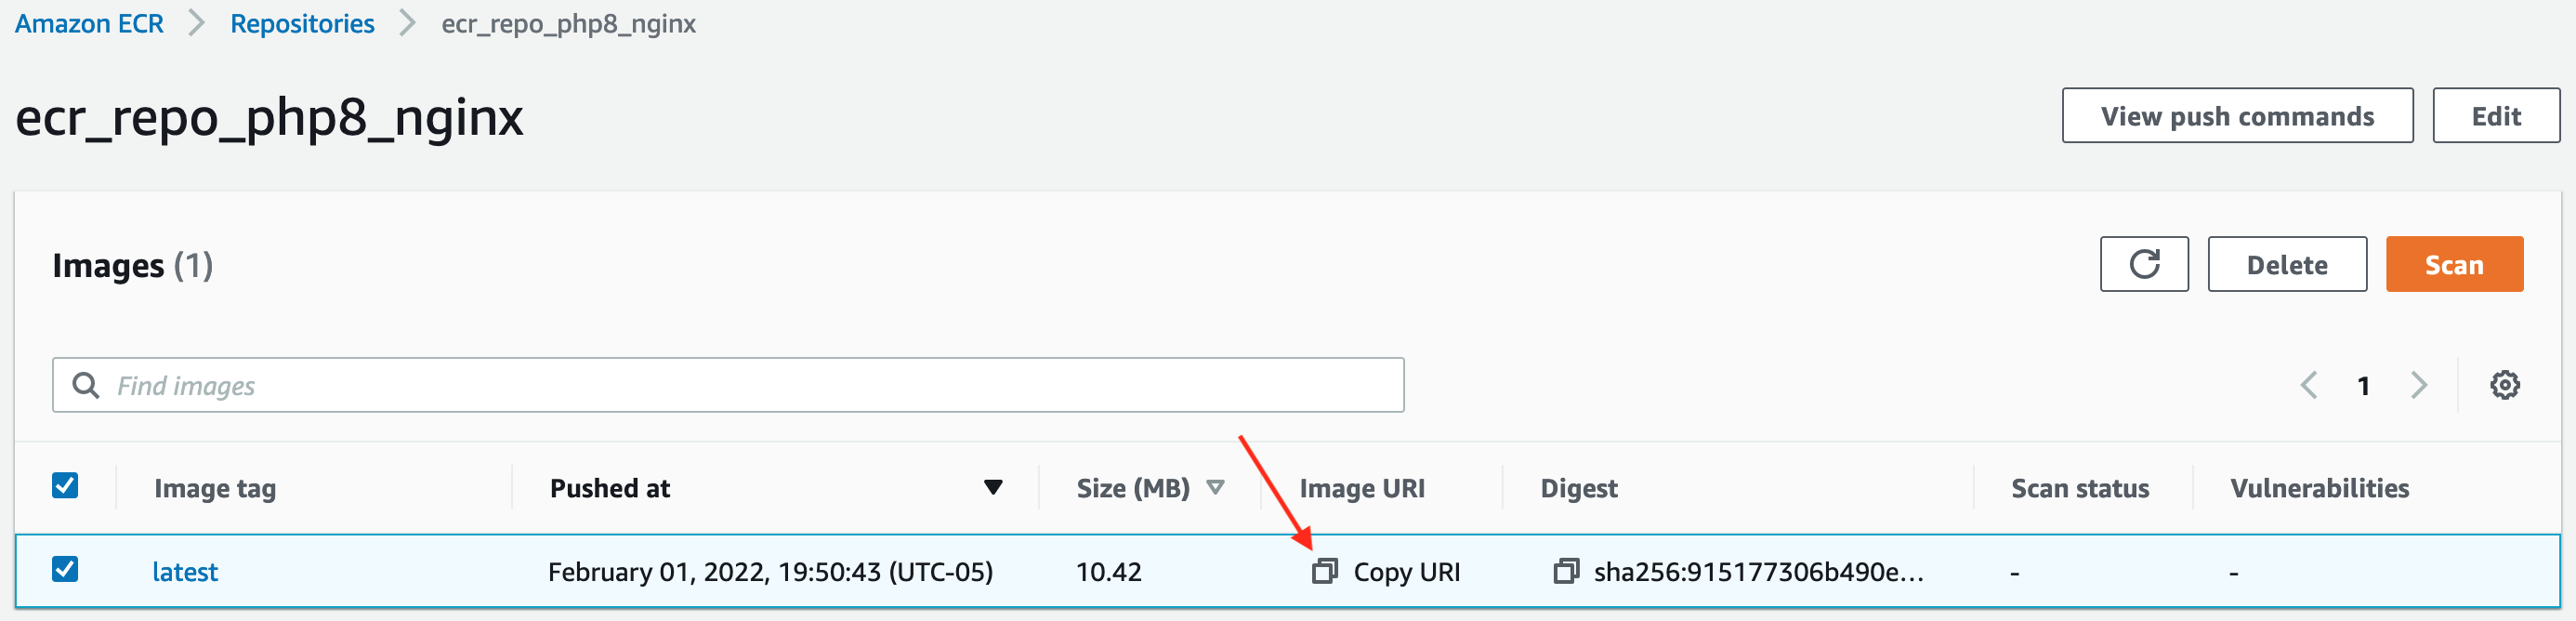 Amazon ECR > Repositories > ecr_repo_php8_nginx
ecr_repo_php8_nginx
View push commands
Edit
Images (1)
Delete
Scan
Find images
1
Image tag Pushed at Size (MB) Image URI Digest Scan status Vulnerabilities
latest February 01, 2022, 19:50:43 (UTC-05) 10.42 Copy URI sha256:915177306b490e... - -